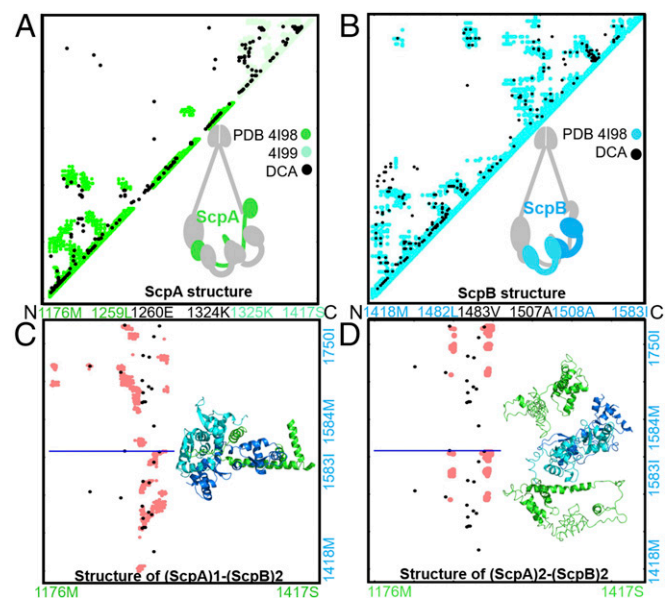 A
PDB 4I98
4I99
DCA
ScpA
ScpA structure
B
PDB 4I98
DCA
ScpB
ScpB structure
N 1176M 1259L 1260E 1324K 1325K 1417S C
N 1418M 1482L 1483V 1507A 1508A 1583I C
C
1750I
1584M
1583I
1418M
Structure of (ScpA)1-(ScpB)2
1176M 1417S
D
1750I
1584M
1583I
1418M
Structure of (ScpA)2-(ScpB)2
1176M 1417S